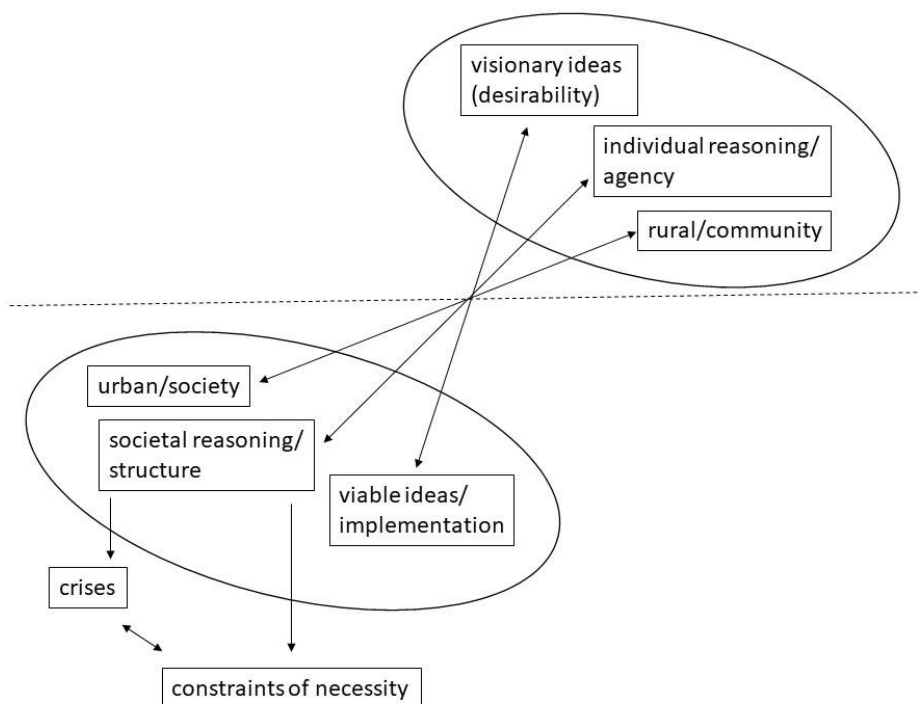 visionary ideas
(desirability)
individual reasoning/
agency
rural/community
urban/society
societal reasoning/
structure
viable ideas/
implementation
crises
constraints of necessity